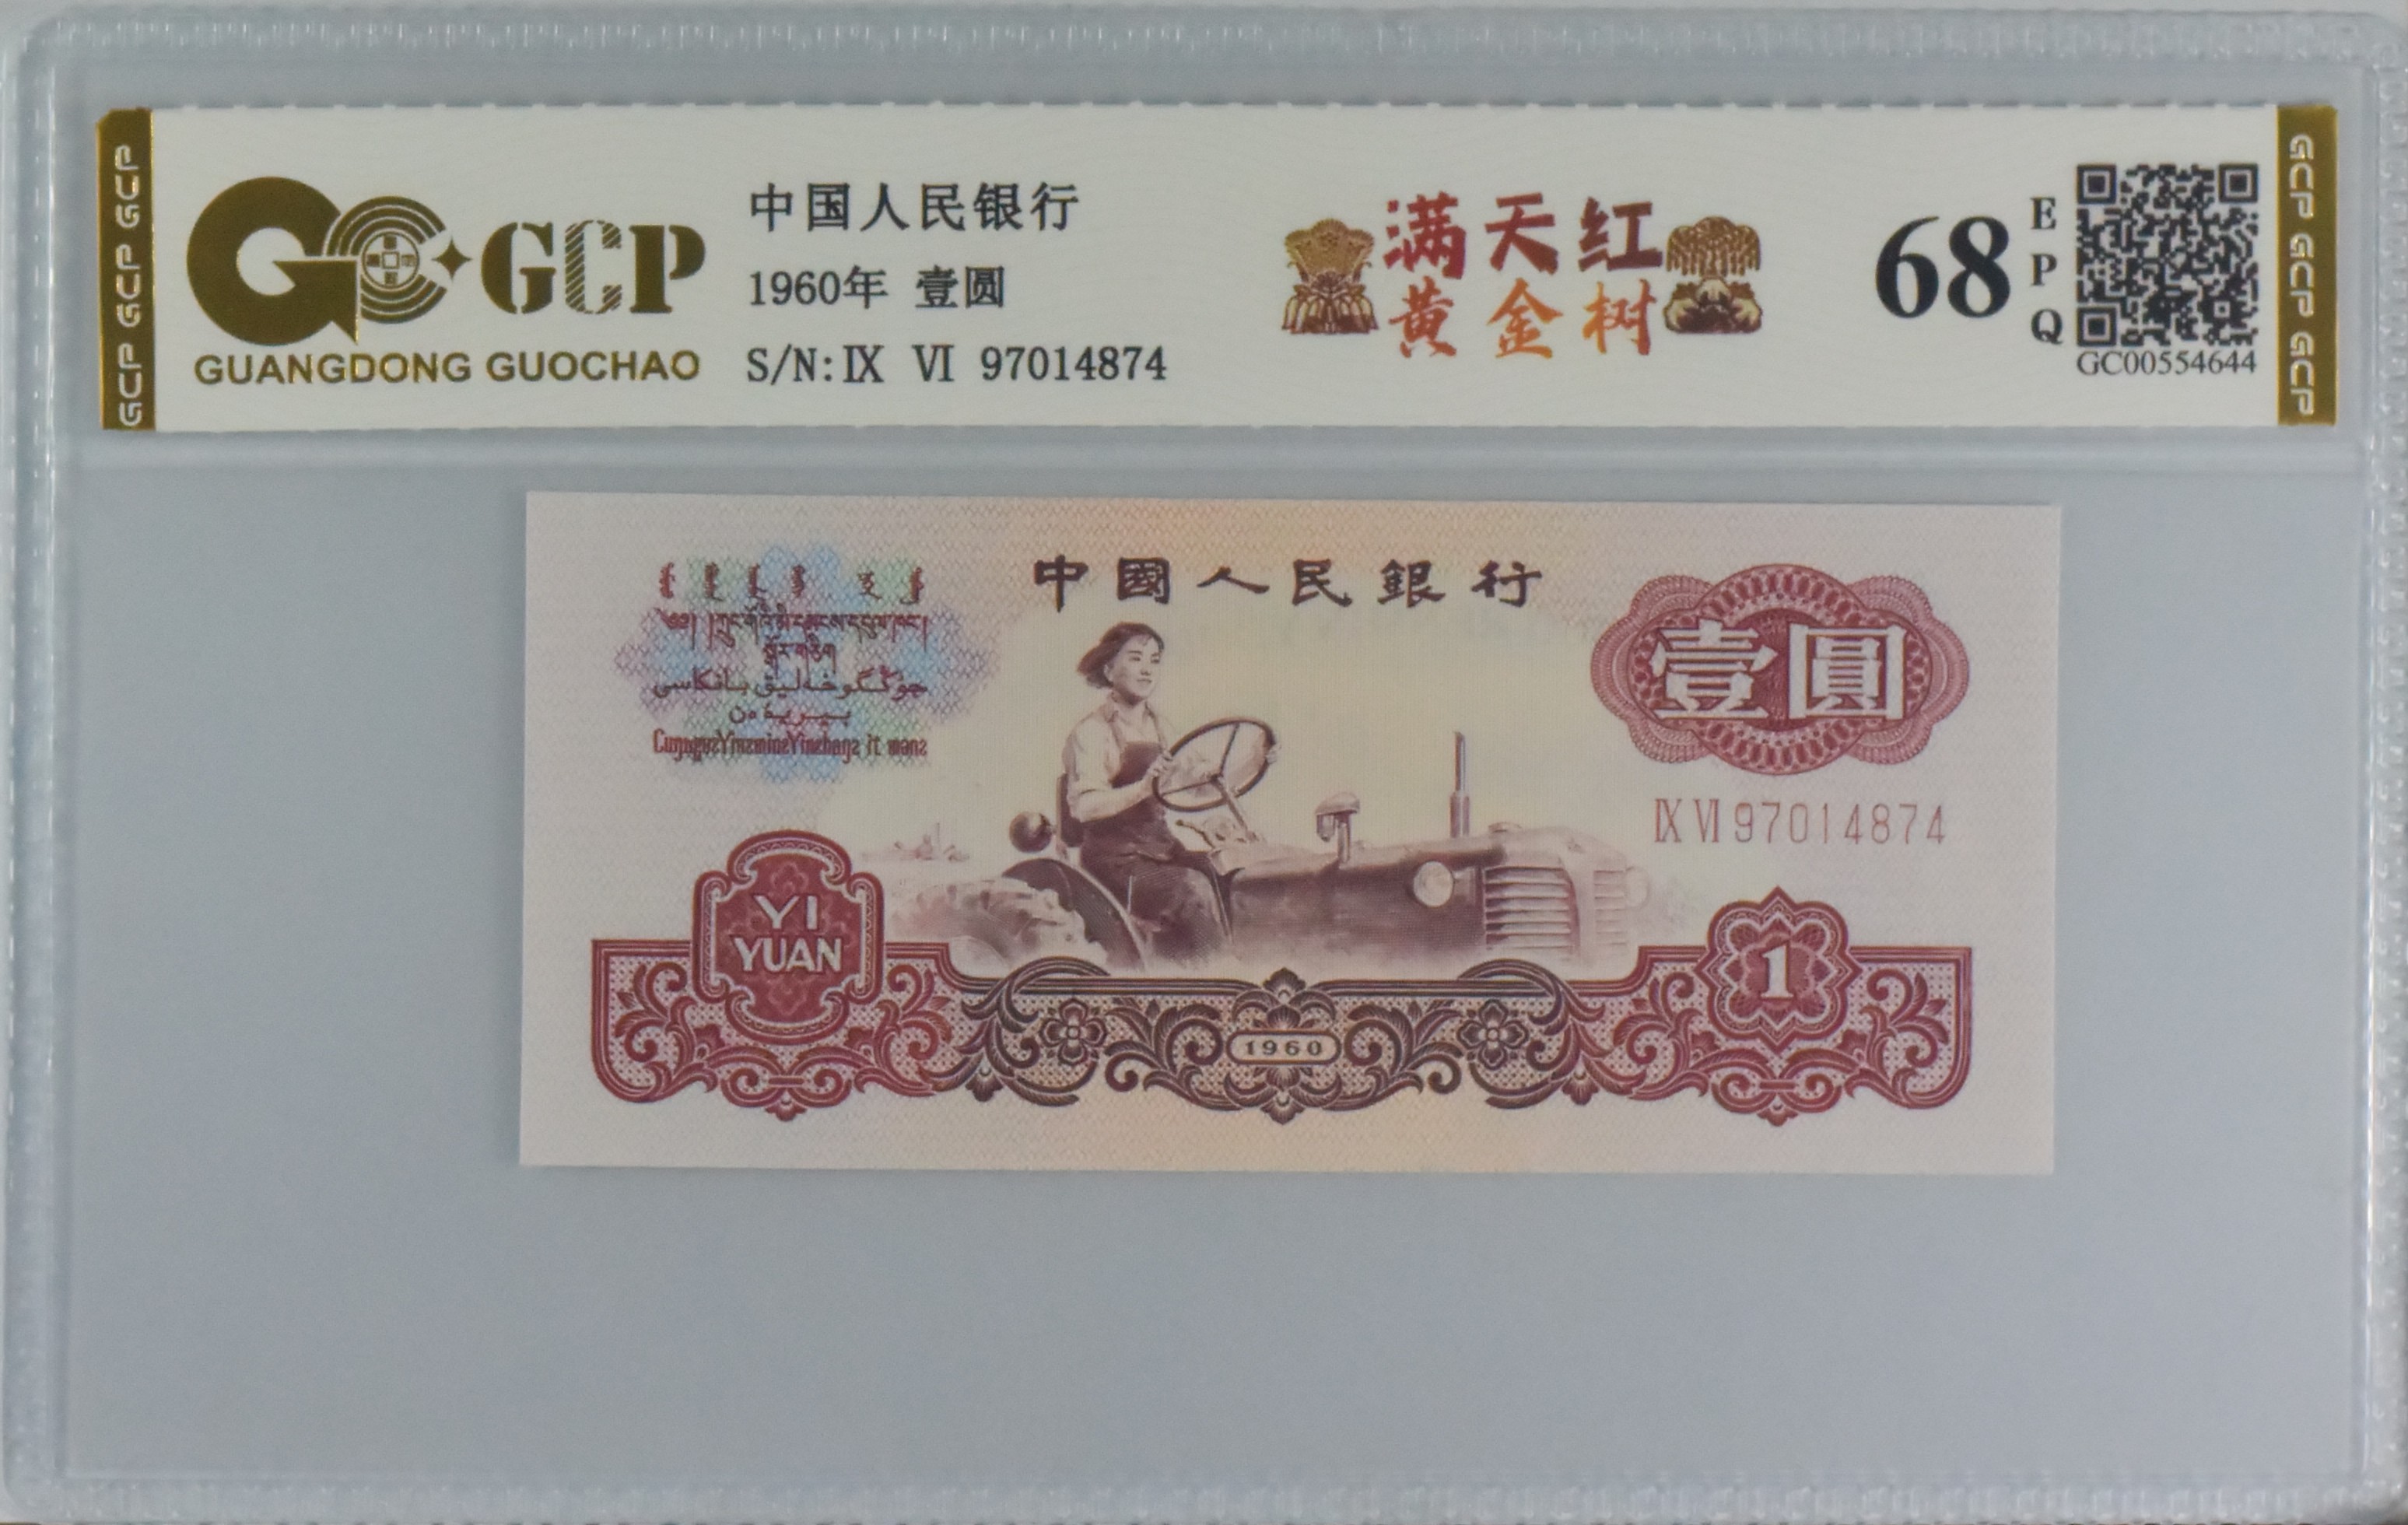 GCP GCP GCP GCP
GCP
GUANGDONG GUOCHAO
中国人民银行
1960年 壹圆
S/N:Ⅸ Ⅵ 97014874
满天红
黄金树
68
E
P
Q
GC00554644
GCP GCP GCP GCP
中國人民銀行
壹圓
Ⅸ Ⅵ 97014874
YI
YUAN
1960
1